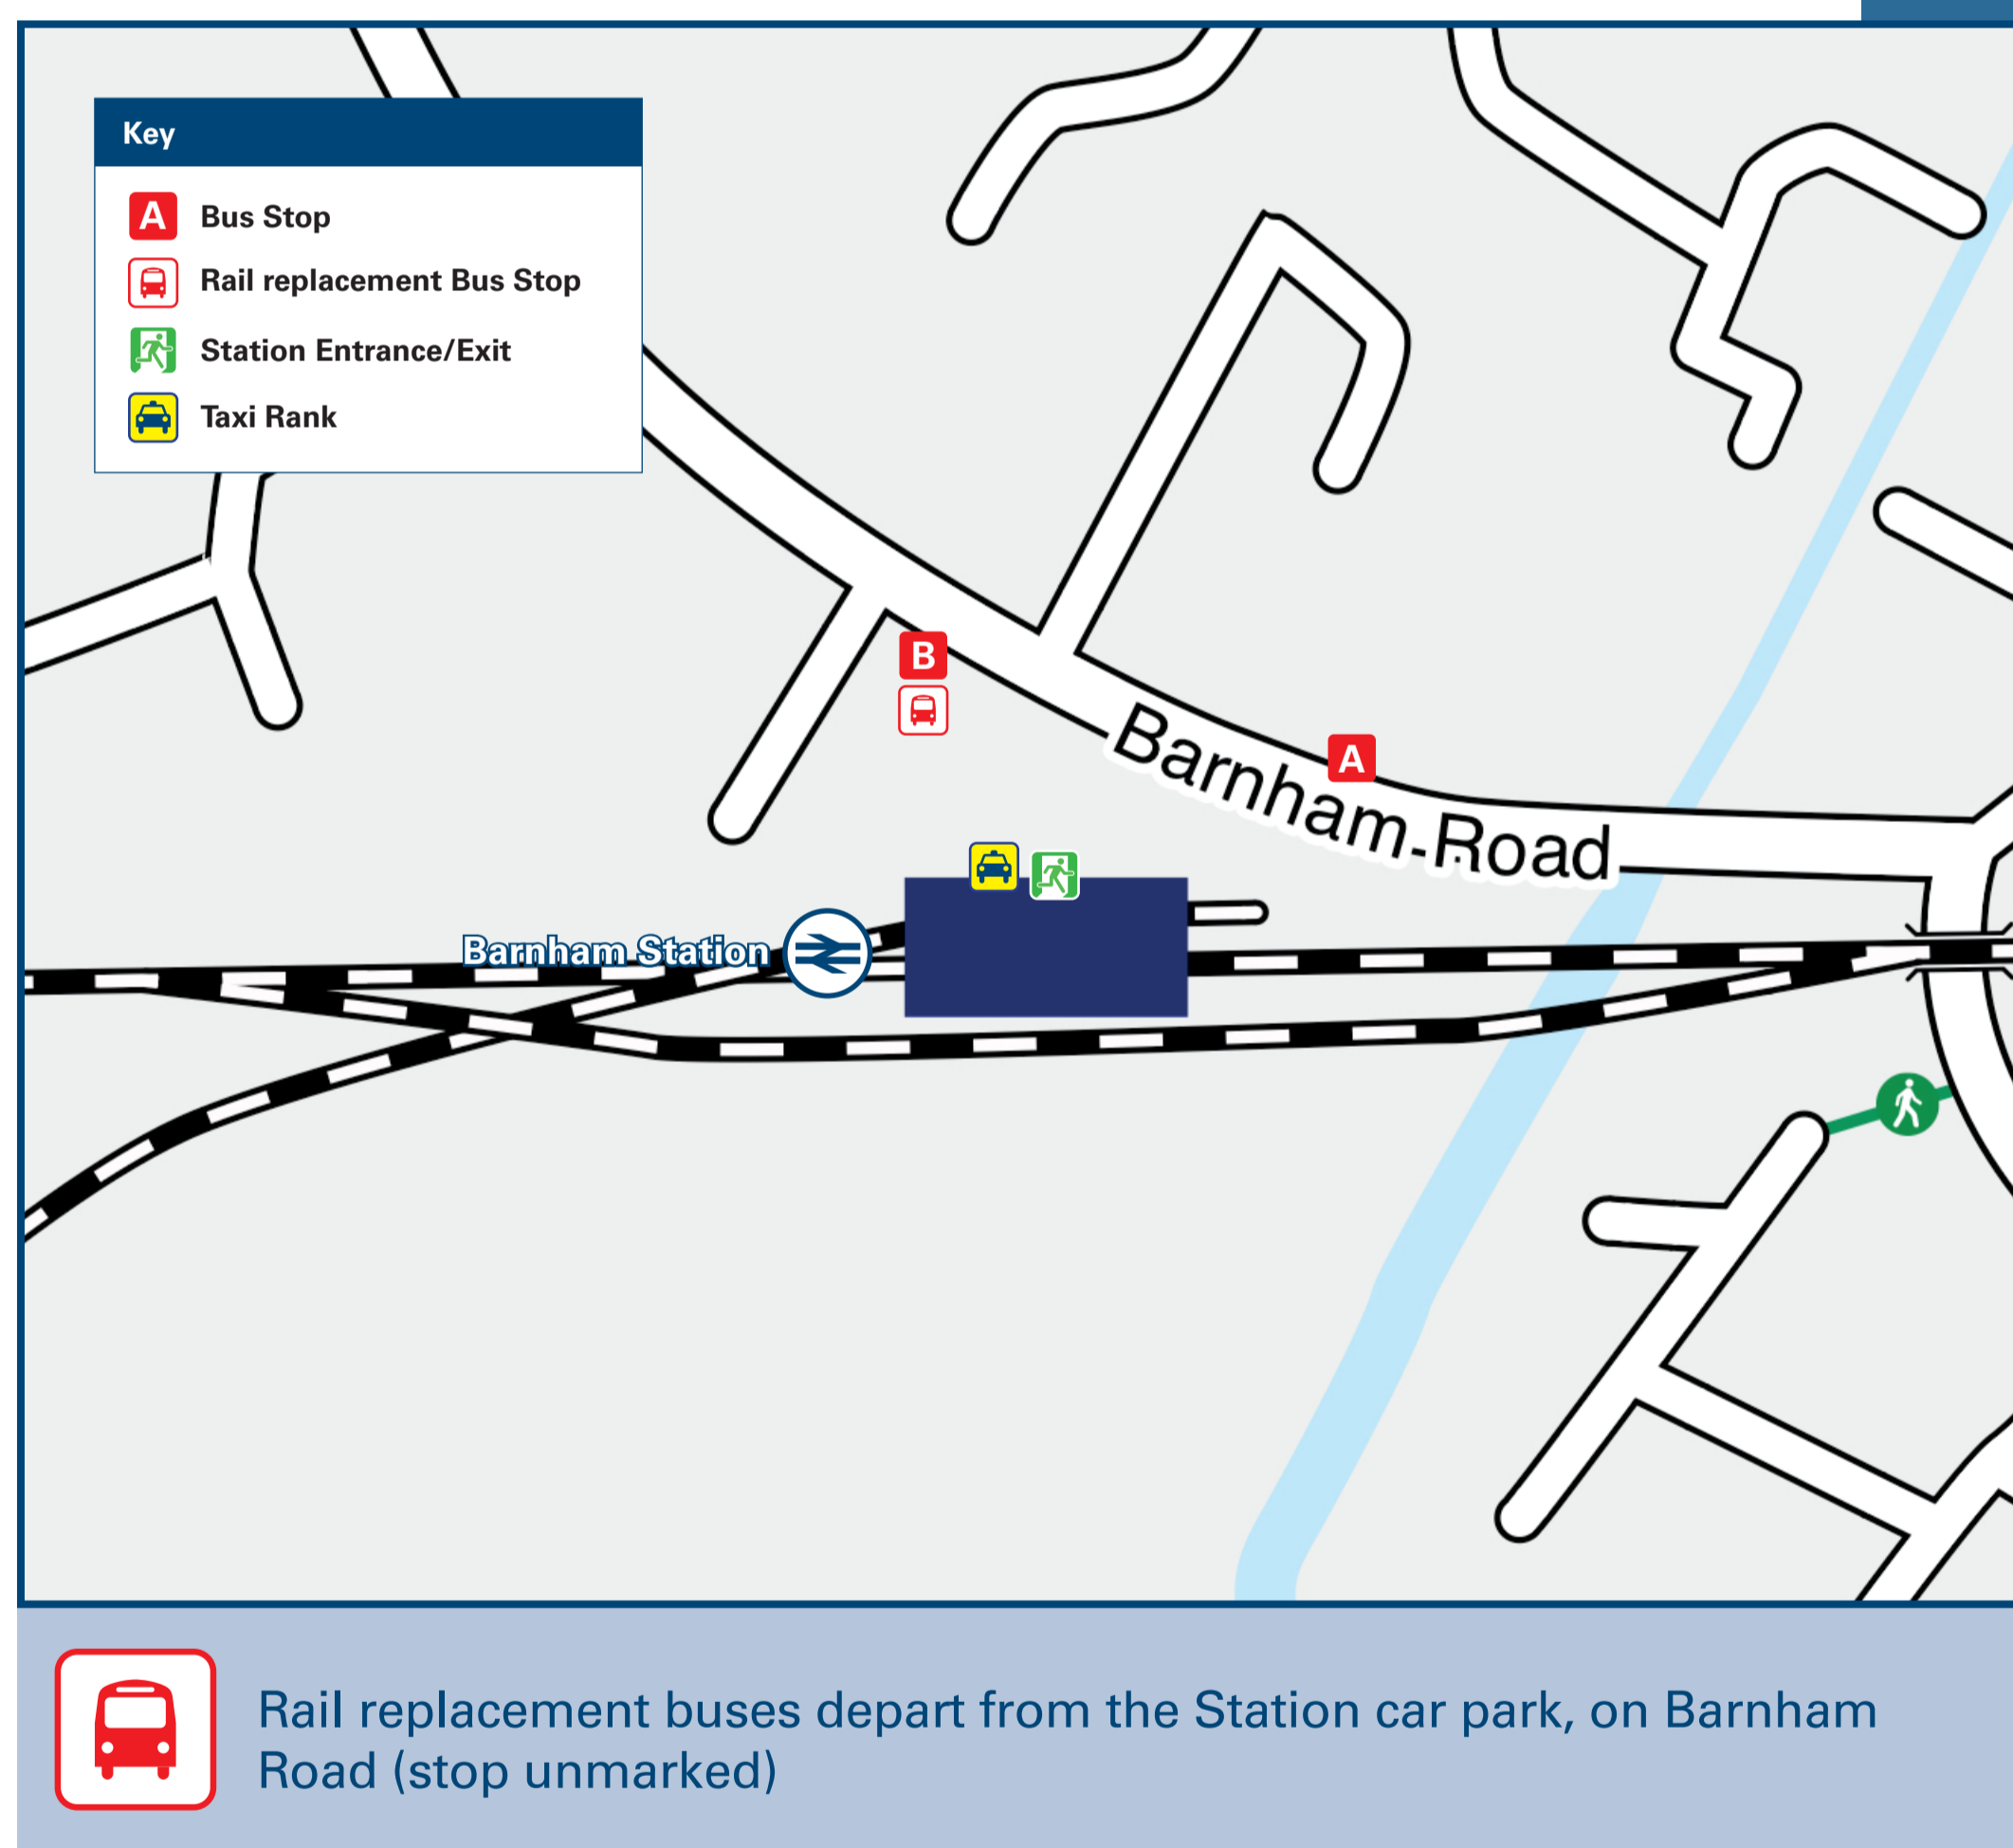 Key
A Bus Stop
Rail replacement Bus Stop
Station Entrance/Exit
Taxi Rank
B
A
Barnham Road
Barnham Station
Rail replacement buses depart from the Station car park, on Barnham
Road (stop unmarked)